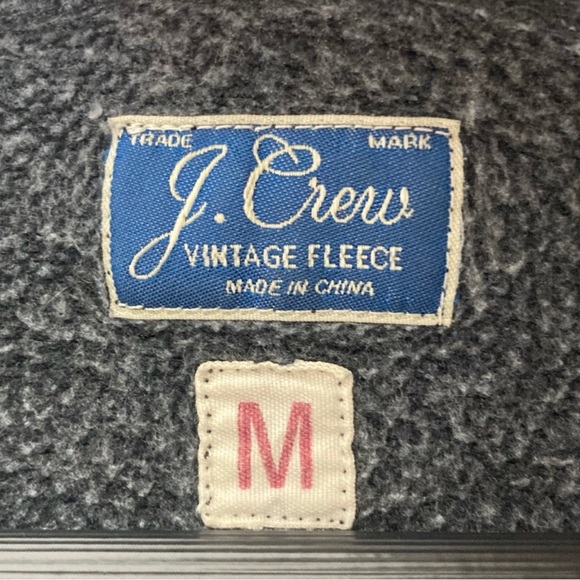 TRADE MARK
J. Crew
VINTAGE FLEECE
MADE IN CHINA
M